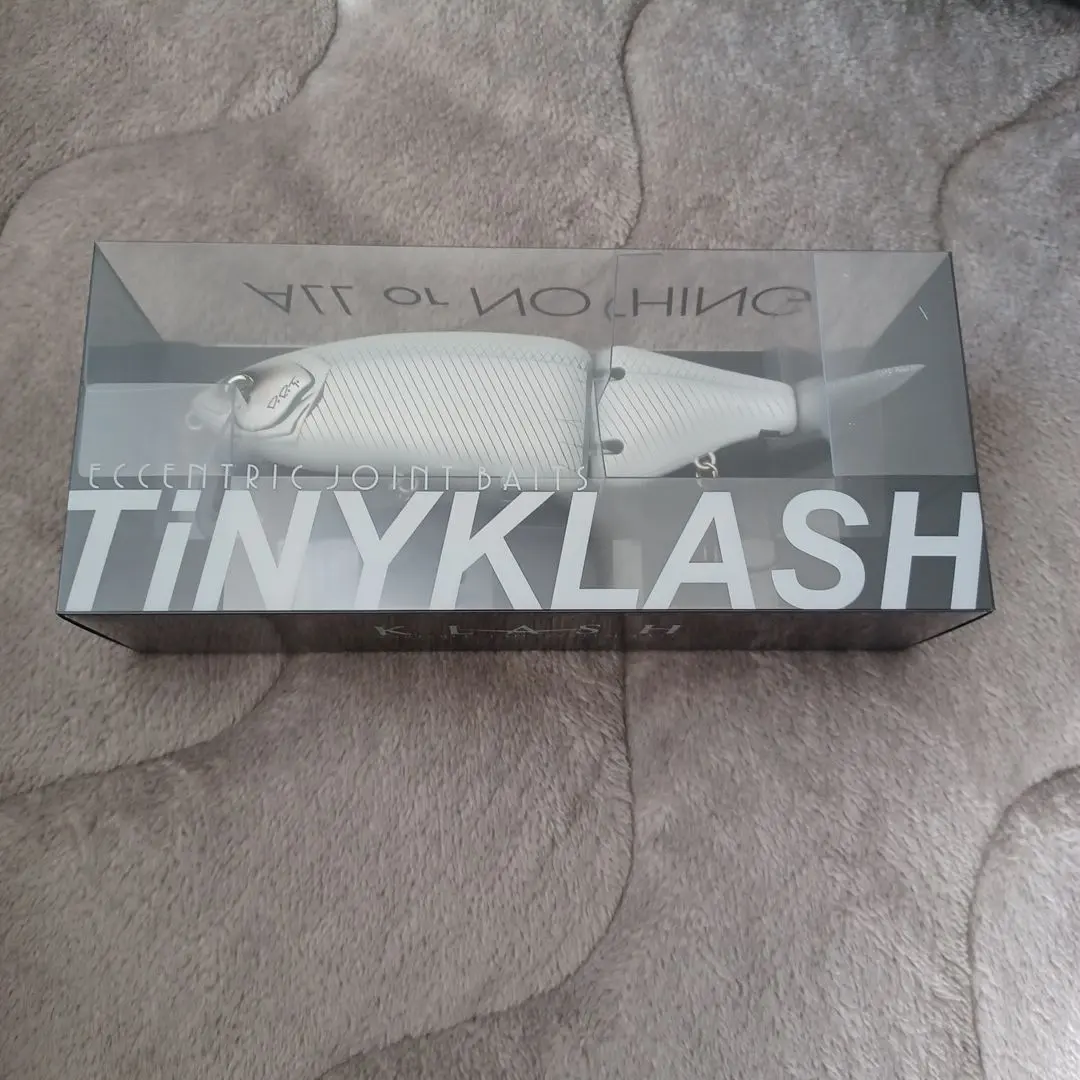 ALL or NOTHING
D.R.T.
ECCENTRIC JOINT BAITS
TiNYKLASH
KLASH